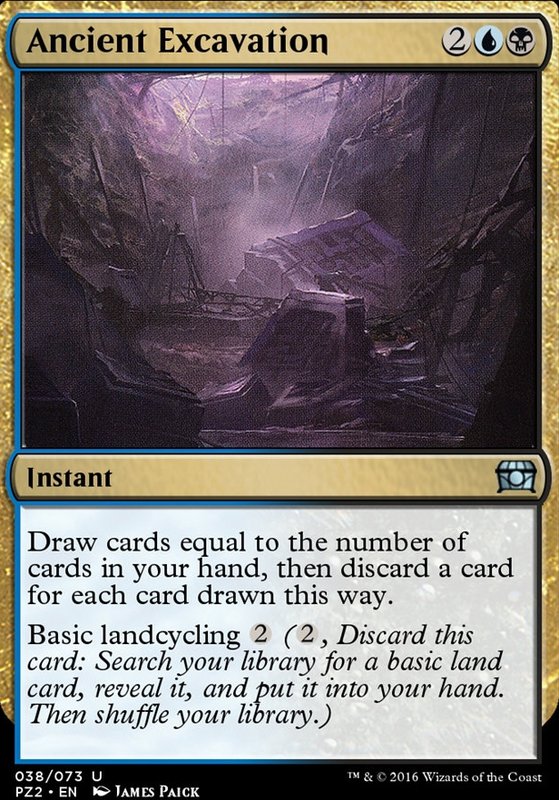 Ancient Excavation 2
Instant
Draw cards equal to the number of
cards in your hand, then discard a card
for each card drawn this way.
Basic landcycling 2 (2, Discard this
card: Search your library for a basic land
card, reveal it, and put it into your hand.
Then shuffle your library.)
038/073 U
PZ2 • EN JAMES PAICK
™ & © 2016 Wizards of the Coast